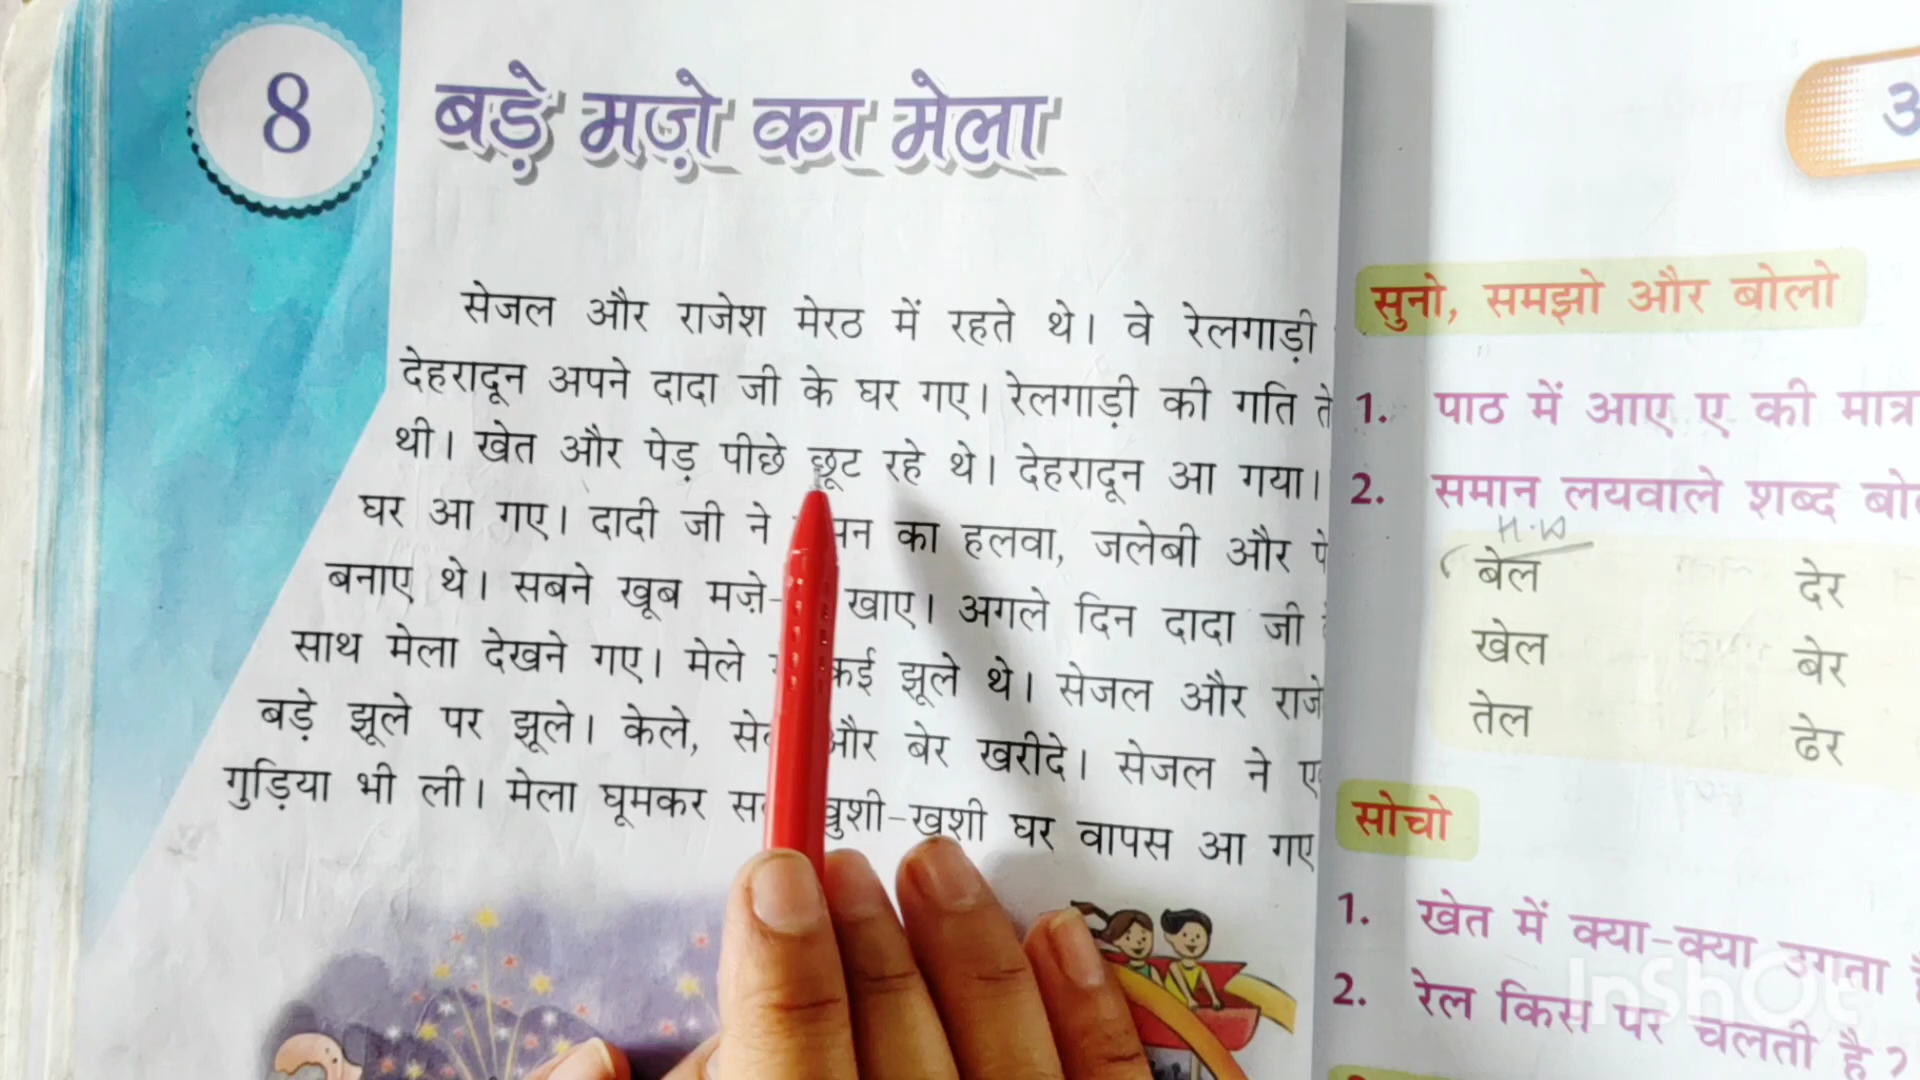 8
बड़े मज़े का मेला
सेजल और राजेश मेरठ में रहते थे। वे रेलगाड़ी
देहरादून अपने दादा जी के घर गए। रेलगाड़ी की गति ते
थी। खेत और पेड़ पीछे छूट रहे थे। देहरादून आ गया।
घर आ गए। दादी जी ने का हलवा, जलेबी और पे
बनाए थे। सबने खूब मज़े- खाए। अगले दिन दादा जी
साथ मेला देखने गए। मेले कई झूले थे। सेजल और राजे
बड़े झूले पर झूले। केले, और बेर खरीदे। सेजल ने ए
गुड़िया भी ली। मेला घूमकर खुशी-खुशी घर वापस आ गए
अ
सुनो, समझो और बोलो
1. पाठ में आए ए की मात्र
2. समान लयवाले शब्द बोल
H.W
बेल देर
खेल बेर
तेल ढेर
सोचो
1. खेत में क्या-क्या उगता है
2. रेल किस पर चलती है?
InShOt